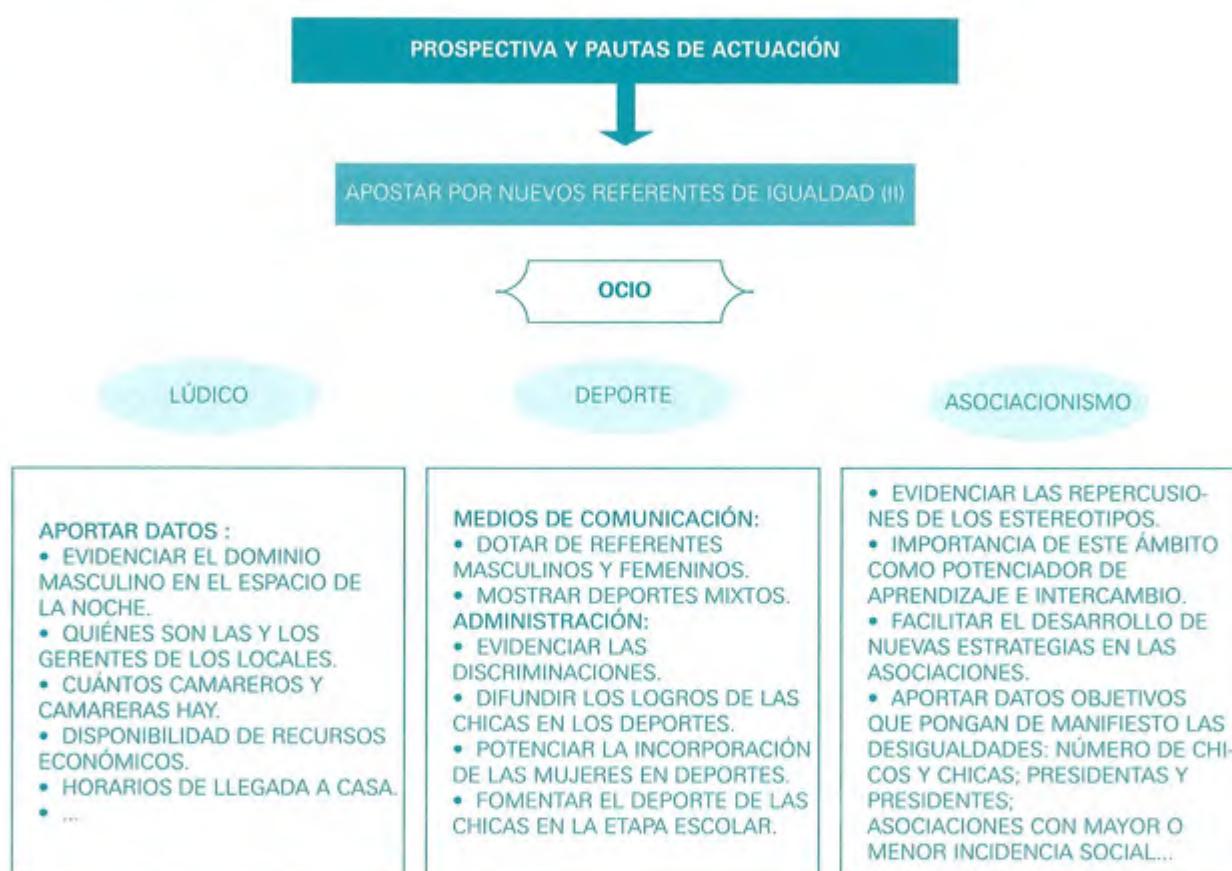 PROSPECTIVA Y PAUTAS DE ACTUACIÓN
APOSTAR POR NUEVOS REFERENTES DE IGUALDAD (II)
OCIO
LÚDICO
APORTAR DATOS :
• EVIDENCIAR EL DOMINIO
MASCULINO EN EL ESPACIO DE
LA NOCHE.
• QUIÉNES SON LAS Y LOS
GERENTES DE LOS LOCALES.
• CUÁNTOS CAMAREROS Y
CAMARERAS HAY.
• DISPONIBILIDAD DE RECURSOS
ECONÓMICOS.
• HORARIOS DE LLEGADA A CASA.
• ...
DEPORTE
MEDIOS DE COMUNICACIÓN:
• DOTAR DE REFERENTES
MASCULINOS Y FEMENINOS.
• MOSTRAR DEPORTES MIXTOS.
ADMINISTRACIÓN:
• EVIDENCIAR LAS
DISCRIMINACIONES.
• DIFUNDIR LOS LOGROS DE LAS
CHICAS EN LOS DEPORTES.
• POTENCIAR LA INCORPORACIÓN
DE LAS MUJERES EN DEPORTES.
• FOMENTAR EL DEPORTE DE LAS
CHICAS EN LA ETAPA ESCOLAR.
ASOCIACIONISMO
• EVIDENCIAR LAS REPERCUSIO-
NES DE LOS ESTEREOTIPOS.
• IMPORTANCIA DE ESTE ÁMBITO
COMO POTENCIADOR DE
APRENDIZAJE E INTERCAMBIO.
• FACILITAR EL DESARROLLO DE
NUEVAS ESTRATEGIAS EN LAS
ASOCIACIONES.
• APORTAR DATOS OBJETIVOS
QUE PONGAN DE MANIFIESTO LAS
DESIGUALDADES: NÚMERO DE CHI-
COS Y CHICAS; PRESIDENTAS Y
PRESIDENTES;
ASOCIACIONES CON MAYOR O
MENOR INCIDENCIA SOCIAL...